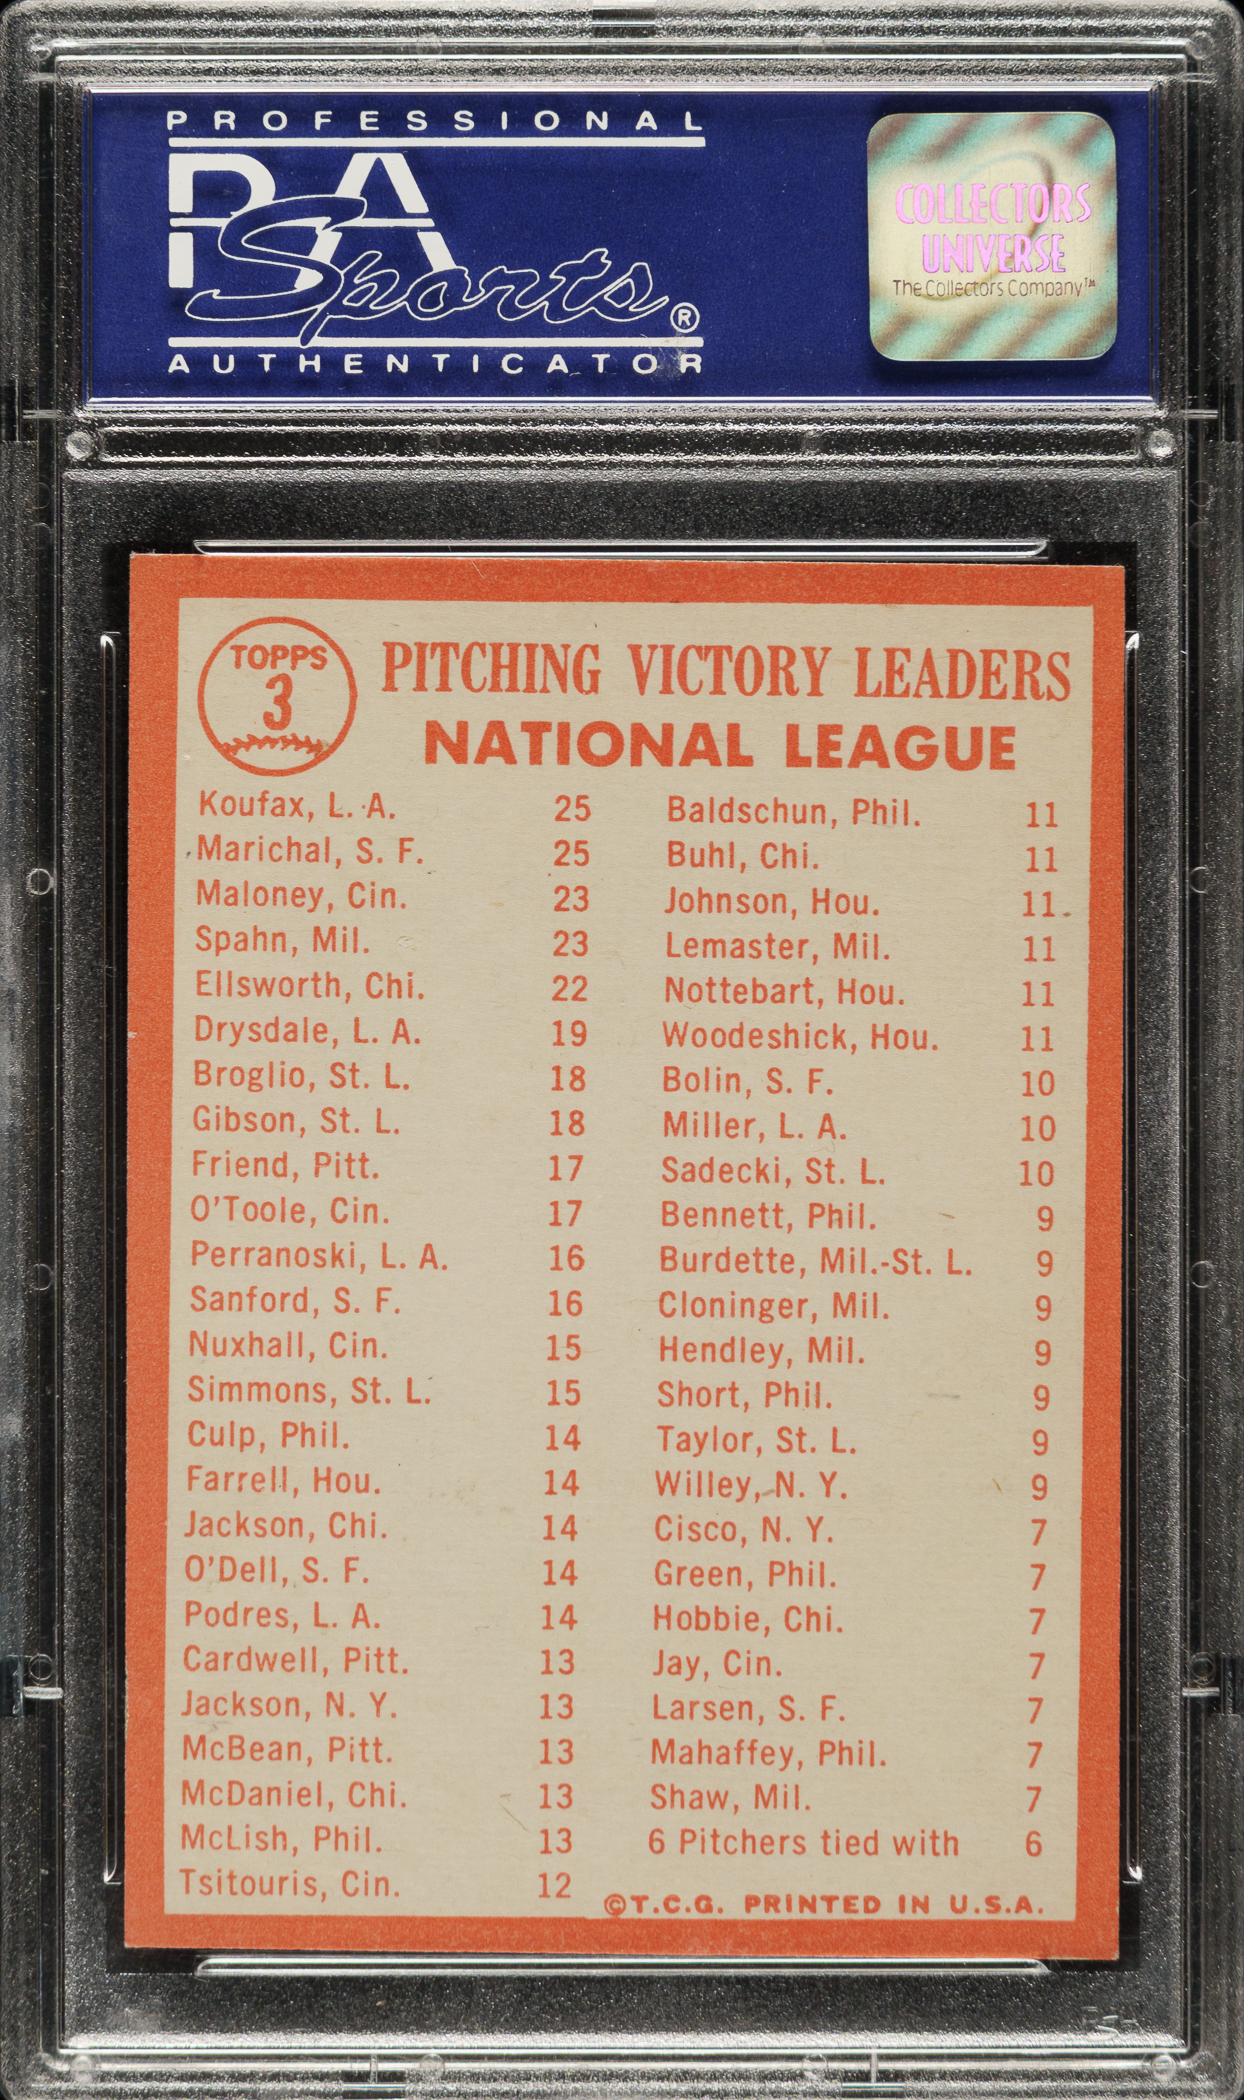 PROFESSIONAL
PSA
Sports®
AUTHENTICATOR
COLLECTORS
UNIVERSE
The Collectors Company™
TOPPS
3
PITCHING VICTORY LEADERS
NATIONAL LEAGUE
Koufax, L. A. 25
Marichal, S. F. 25
Maloney, Cin. 23
Spahn, Mil. 23
Ellsworth, Chi. 22
Drysdale, L. A. 19
Broglio, St. L. 18
Gibson, St. L. 18
Friend, Pitt. 17
O'Toole, Cin. 17
Perranoski, L. A. 16
Sanford, S. F. 16
Nuxhall, Cin. 15
Simmons, St. L. 15
Culp, Phil. 14
Farrell, Hou. 14
Jackson, Chi. 14
O'Dell, S. F. 14
Podres, L. A. 14
Cardwell, Pitt. 13
Jackson, N. Y. 13
McBean, Pitt. 13
McDaniel, Chi. 13
McLish, Phil. 13
Tsitouris, Cin. 12
Baldschun, Phil. 11
Buhl, Chi. 11
Johnson, Hou. 11
Lemaster, Mil. 11
Nottebart, Hou. 11
Woodeshick, Hou. 11
Bolin, S. F. 10
Miller, L. A. 10
Sadecki, St. L. 10
Bennett, Phil. 9
Burdette, Mil.-St. L. 9
Cloninger, Mil. 9
Hendley, Mil. 9
Short, Phil. 9
Taylor, St. L. 9
Willey, N. Y. 9
Cisco, N. Y. 7
Green, Phil. 7
Hobbie, Chi. 7
Jay, Cin. 7
Larsen, S. F. 7
Mahaffey, Phil. 7
Shaw, Mil. 7
6 Pitchers tied with 6
©T.C.G. PRINTED IN U.S.A.
PSA